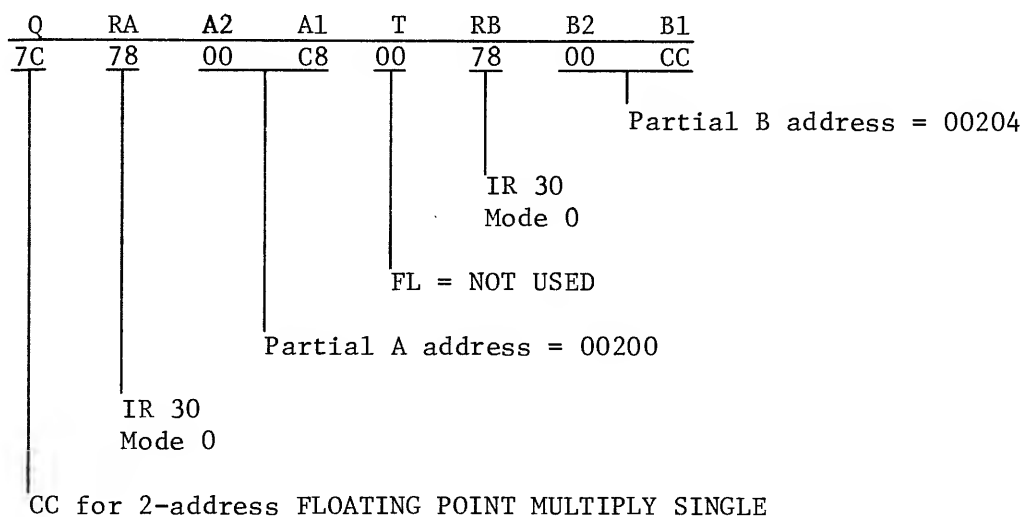 Q RA A2 A1 T RB B2 B1
7C 78 00 C8 00 78 00 CC
Partial B address = 00204
IR 30
Mode 0
FL = NOT USED
Partial A address = 00200
IR 30
Mode 0
CC for 2-address FLOATING POINT MULTIPLY SINGLE